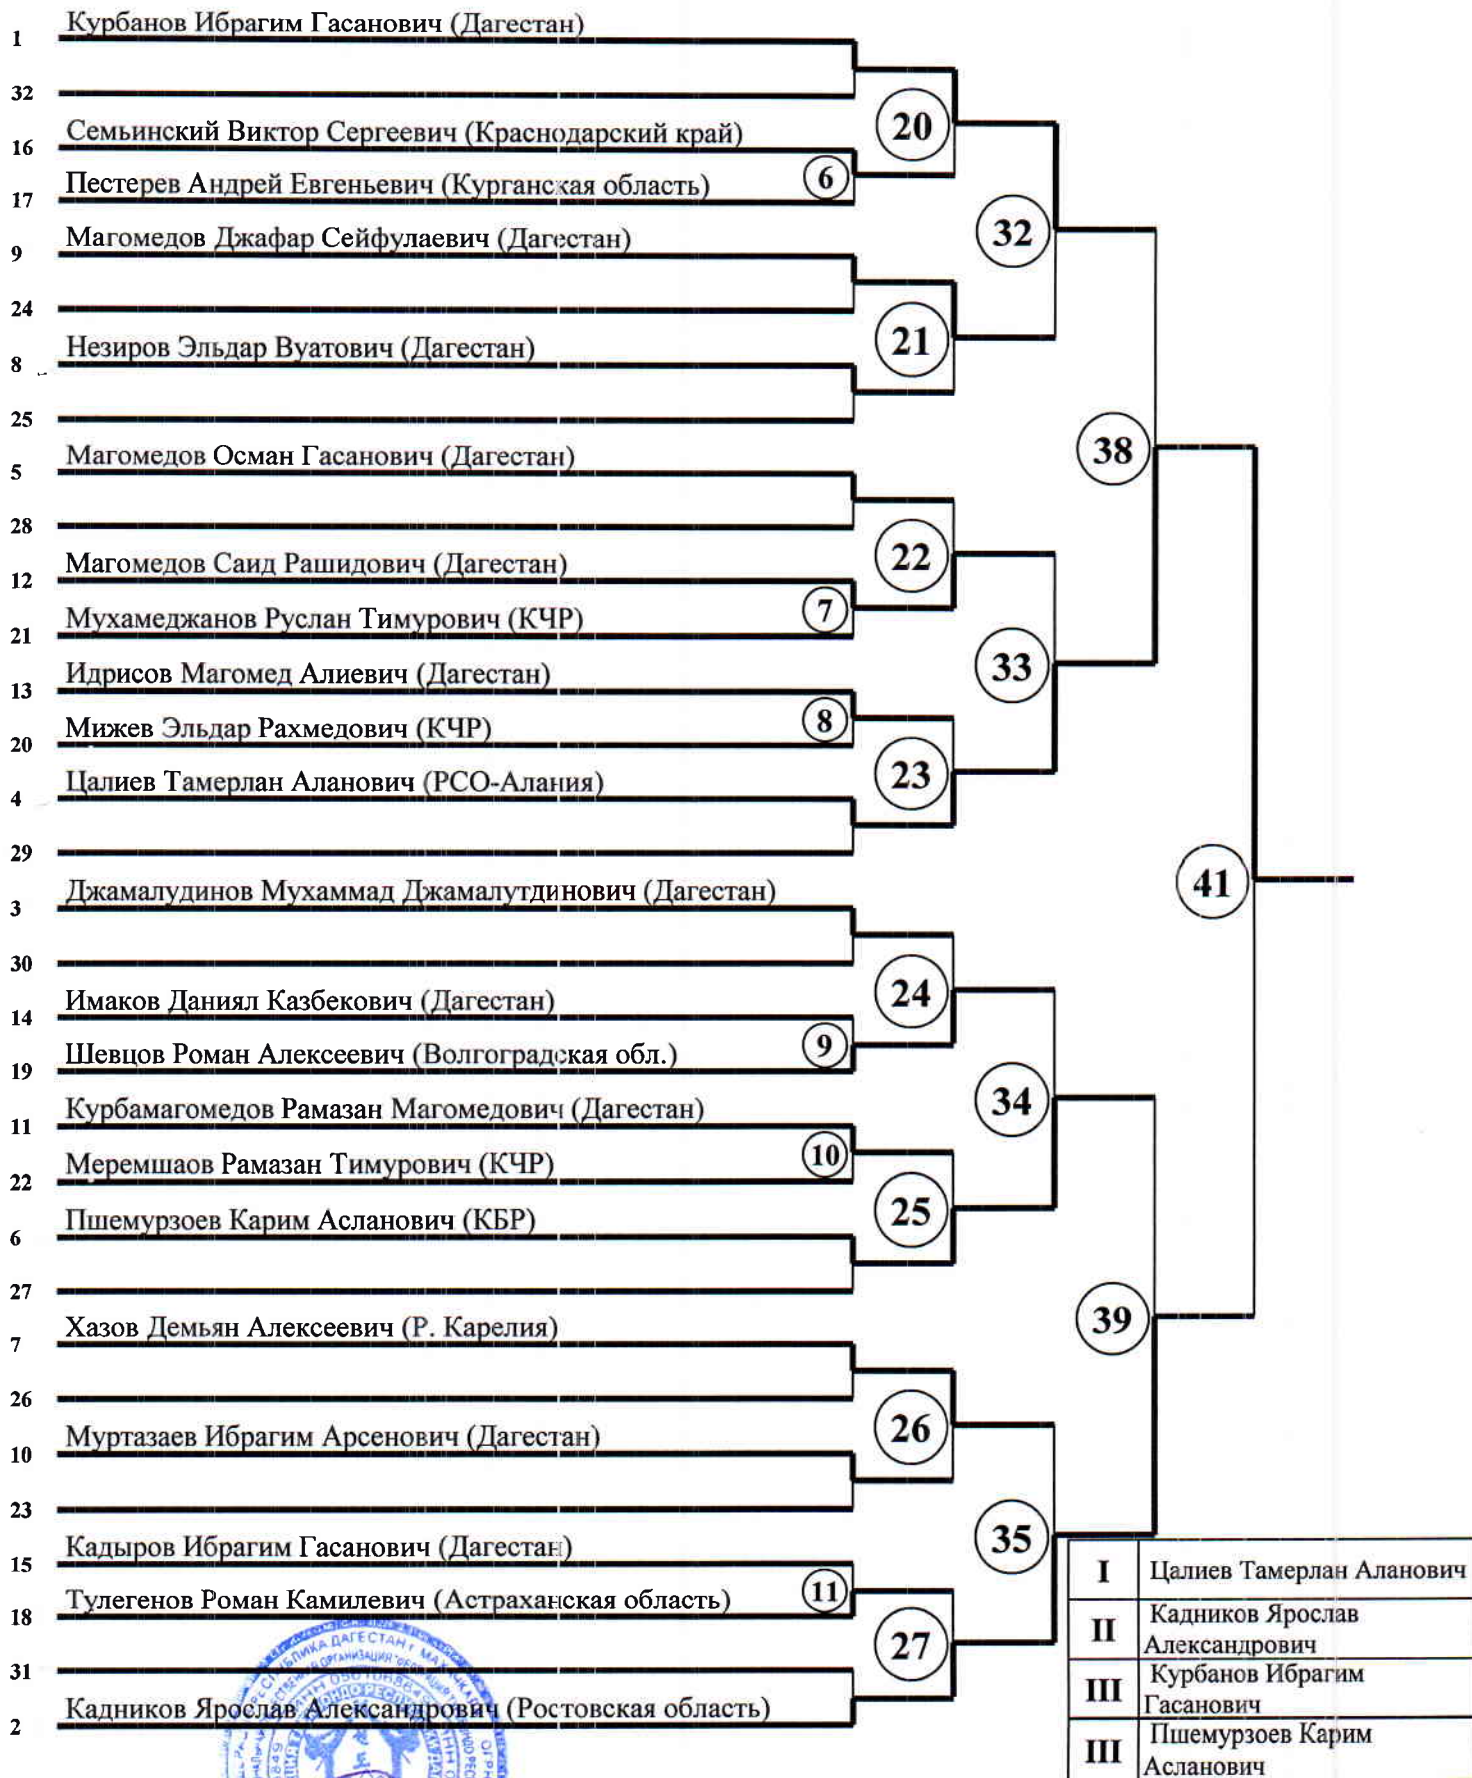 1 Курбанов Ибрагим Гасанович (Дагестан)
32
20
16 Семьинский Виктор Сергеевич (Краснодарский край)
6
17 Пестерев Андрей Евгеньевич (Курганская область)
32
9 Магомедов Джафар Сейфулаевич (Дагестан)
24
21
8 Незиров Эльдар Вуатович (Дагестан)
25
38
5 Магомедов Осман Гасанович (Дагестан)
28
22
12 Магомедов Саид Рашидович (Дагестан)
7
21 Мухамеджанов Руслан Тимурович (КЧР)
33
13 Идрисов Магомед Алиевич (Дагестан)
8
20 Мижев Эльдар Рахмедович (КЧР)
23
4 Цалиев Тамерлан Аланович (РСО-Алания)
29
41
3 Джамалудинов Мухаммад Джамалутдинович (Дагестан)
30
24
14 Имаков Даниял Казбекович (Дагестан)
9
19 Шевцов Роман Алексеевич (Волгоградская обл.)
34
11 Курбамагомедов Рамазан Магомедович (Дагестан)
10
22 Меремшаов Рамазан Тимурович (КЧР)
25
6 Пшемурзоев Карим Асланович (КБР)
27
39
7 Хазов Демьян Алексеевич (Р. Карелия)
26
26
10 Муртазаев Ибрагим Арсенович (Дагестан)
23
35
15 Кадыров Ибрагим Гасанович (Дагестан)
11
18 Тулегенов Роман Камилевич (Астраханская область)
27
31
2 Кадников Ярослав Александрович (Ростовская область)
I Цалиев Тамерлан Аланович
II Кадников Ярослав
Александрович
III Курбанов Ибрагим
Гасанович
III Пшемурзоев Карим
Асланович